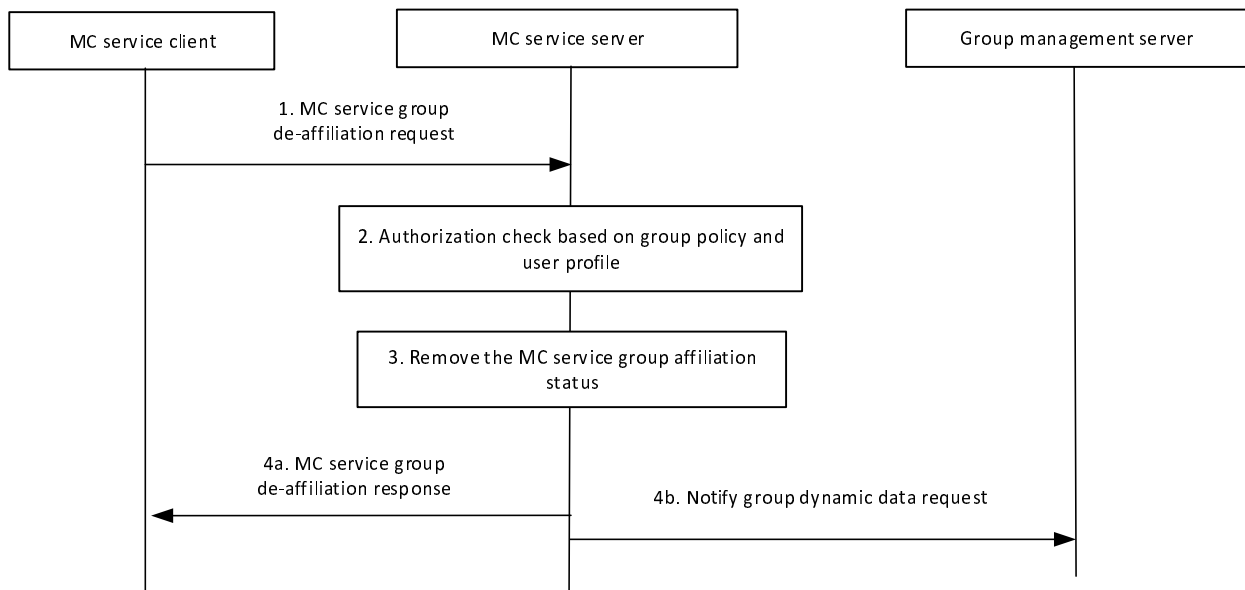 MC service client
MC service server
Group management server
1. MC service group
de-affiliation request
2. Authorization check based on group policy and
user profile
3. Remove the MC service group affiliation
status
4a. MC service group
de-affiliation response
4b. Notify group dynamic data request